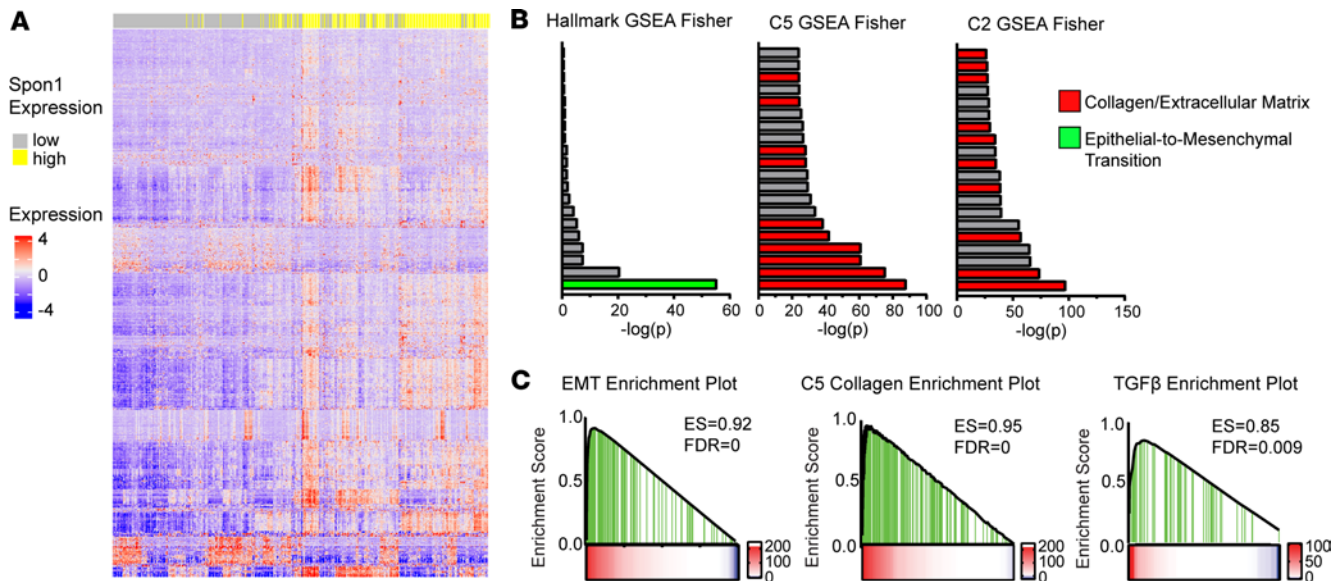 A
Spon1
Expression
low
high
Expression
4
0
-4
B
Hallmark GSEA Fisher
0 20 40 60
-log(p)
C5 GSEA Fisher
0 20 40 60 80 100
-log(p)
C2 GSEA Fisher
0 50 100 150
-log(p)
Collagen/Extracellular Matrix
Epithelial-to-Mesenchymal
Transition
C
EMT Enrichment Plot
Enrichment Score
1.0
0.5
0.0
ES=0.92
FDR=0
200
100
0
C5 Collagen Enrichment Plot
Enrichment Score
1.0
0.5
0.0
ES=0.95
FDR=0
200
100
0
TGFβ Enrichment Plot
Enrichment Score
1.0
0.5
0.0
ES=0.85
FDR=0.009
100
50
0